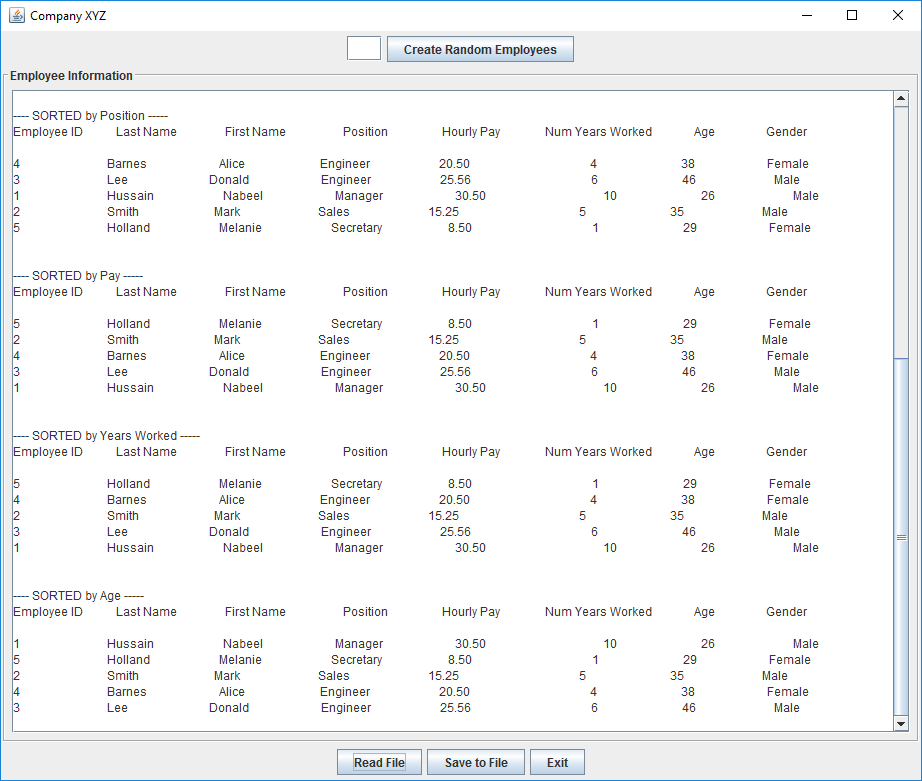 Company XYZ
Create Random Employees
Employee Information
---- SORTED by Position -----
Employee ID Last Name First Name Position Hourly Pay Num Years Worked Age Gender
4 Barnes Alice Engineer 20.50 4 38 Female
3 Lee Donald Engineer 25.56 6 46 Male
1 Hussain Nabeel Manager 30.50 10 26 Male
2 Smith Mark Sales 15.25 5 35 Male
5 Holland Melanie Secretary 8.50 1 29 Female
---- SORTED by Pay -----
Employee ID Last Name First Name Position Hourly Pay Num Years Worked Age Gender
5 Holland Melanie Secretary 8.50 1 29 Female
2 Smith Mark Sales 15.25 5 35 Male
4 Barnes Alice Engineer 20.50 4 38 Female
3 Lee Donald Engineer 25.56 6 46 Male
1 Hussain Nabeel Manager 30.50 10 26 Male
---- SORTED by Years Worked -----
Employee ID Last Name First Name Position Hourly Pay Num Years Worked Age Gender
5 Holland Melanie Secretary 8.50 1 29 Female
4 Barnes Alice Engineer 20.50 4 38 Female
2 Smith Mark Sales 15.25 5 35 Male
3 Lee Donald Engineer 25.56 6 46 Male
1 Hussain Nabeel Manager 30.50 10 26 Male
---- SORTED by Age -----
Employee ID Last Name First Name Position Hourly Pay Num Years Worked Age Gender
1 Hussain Nabeel Manager 30.50 10 26 Male
5 Holland Melanie Secretary 8.50 1 29 Female
2 Smith Mark Sales 15.25 5 35 Male
4 Barnes Alice Engineer 20.50 4 38 Female
3 Lee Donald Engineer 25.56 6 46 Male
Read File Save to File Exit